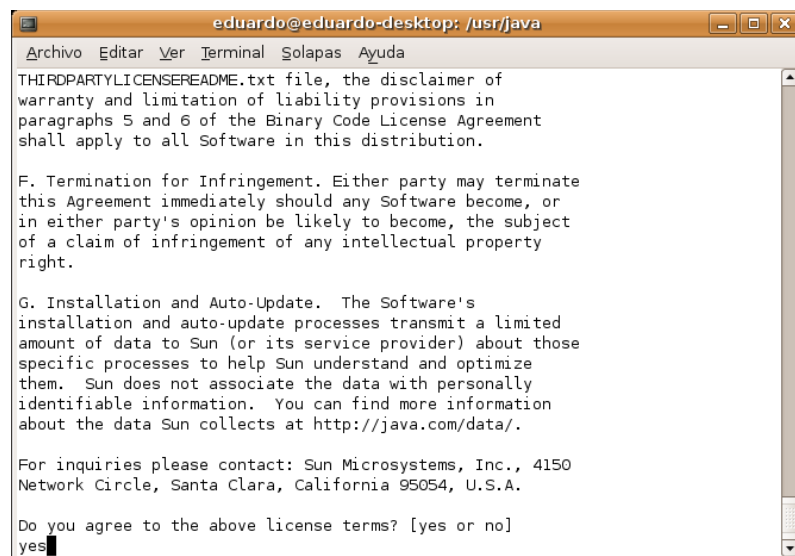 eduardo@eduardo-desktop: /usr/java
Archivo Editar Ver Terminal Solapas Ayuda
THIRDPARTYLICENSEREADME.txt file, the disclaimer of
warranty and limitation of liability provisions in
paragraphs 5 and 6 of the Binary Code License Agreement
shall apply to all Software in this distribution.
F. Termination for Infringement. Either party may terminate
this Agreement immediately should any Software become, or
in either party's opinion be likely to become, the subject
of a claim of infringement of any intellectual property
right.
G. Installation and Auto-Update.  The Software's
installation and auto-update processes transmit a limited
amount of data to Sun (or its service provider) about those
specific processes to help Sun understand and optimize
them.  Sun does not associate the data with personally
identifiable information.  You can find more information
about the data Sun collects at http://java.com/data/.
For inquiries please contact: Sun Microsystems, Inc., 4150
Network Circle, Santa Clara, California 95054, U.S.A.
Do you agree to the above license terms? [yes or no]
yes